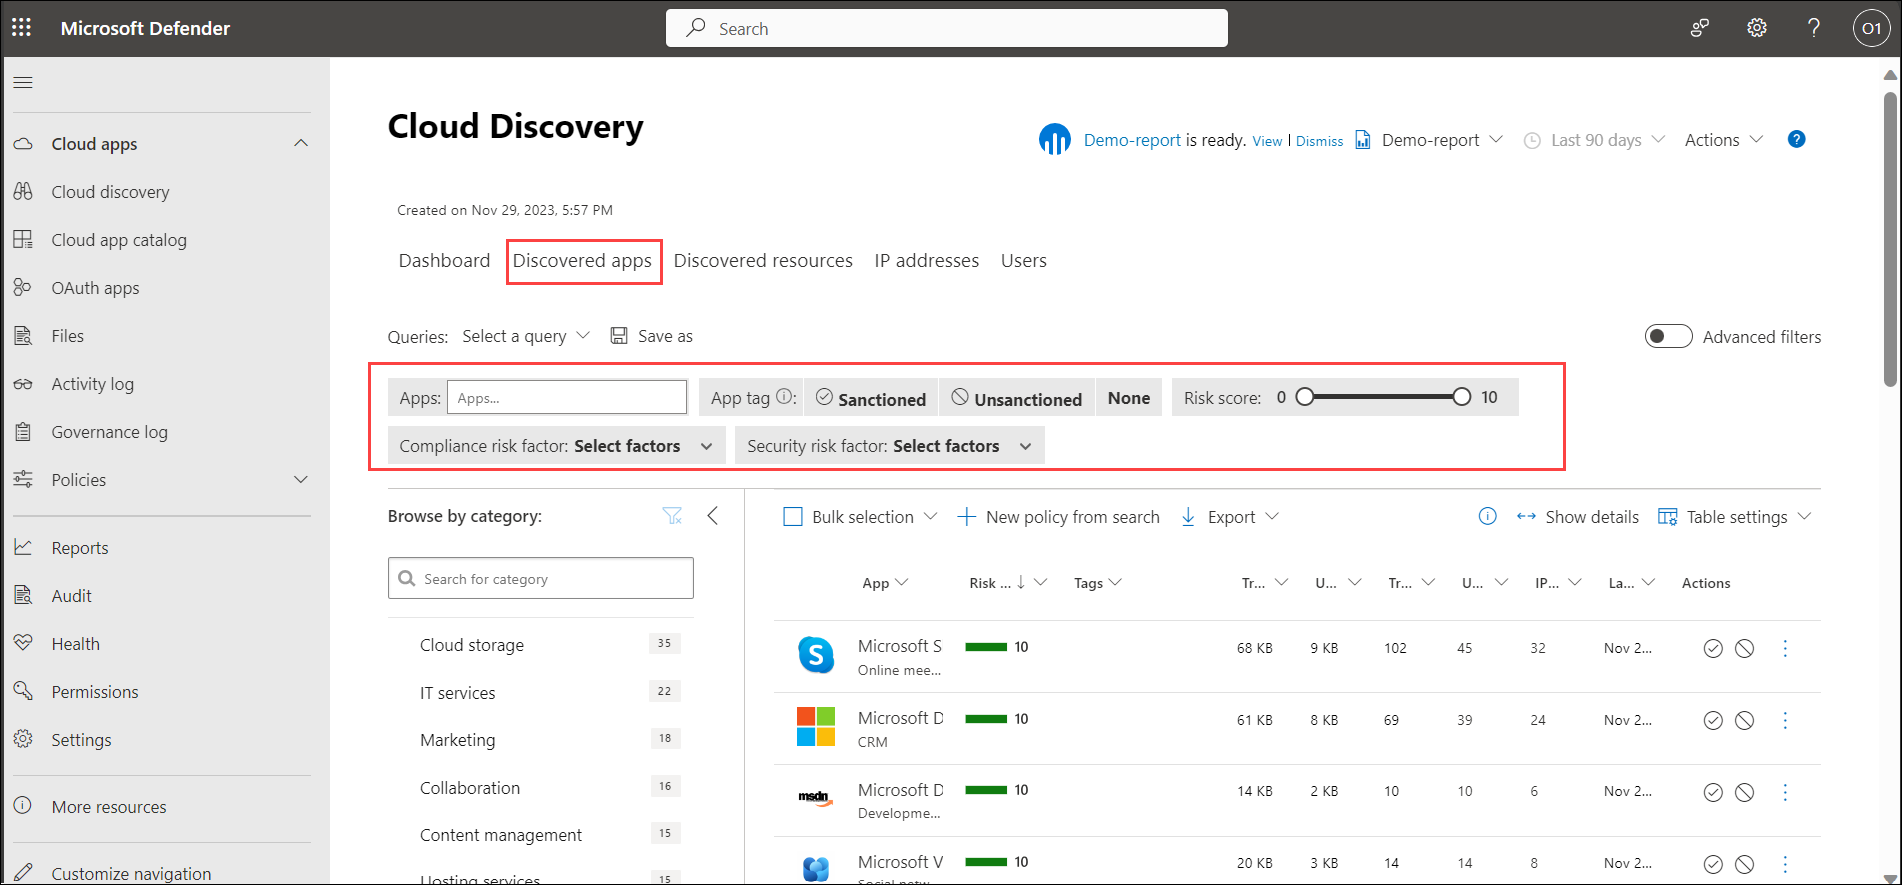 Microsoft Defender
Search
O1
Cloud apps
Cloud discovery
Cloud app catalog
OAuth apps
Files
Activity log
Governance log
Policies
Reports
Audit
Health
Permissions
Settings
More resources
Customize navigation
Cloud Discovery
Demo-report is ready. View | Dismiss Demo-report Last 90 days Actions ?
Created on Nov 29, 2023, 5:57 PM
Dashboard Discovered apps Discovered resources IP addresses Users
Queries: Select a query Save as Advanced filters
Apps: Apps... App tag : Sanctioned Unsanctioned None Risk score: 0 10
Compliance risk factor: Select factors Security risk factor: Select factors
Browse by category:
Search for category
Cloud storage 35
IT services 22
Marketing 18
Collaboration 16
Content management 15
Hosting services 15
Bulk selection New policy from search Export Show details Table settings
App Risk ... Tags Tr... U... Tr... U... IP... La... Actions
Microsoft S 10 68 KB 9 KB 102 45 32 Nov 2...
Online mee...
Microsoft D 10 61 KB 8 KB 69 39 24 Nov 2...
CRM
msdn Microsoft D 10 14 KB 2 KB 10 10 6 Nov 2...
Developme...
Microsoft V 10 20 KB 3 KB 14 14 8 Nov 2...
Social netw...